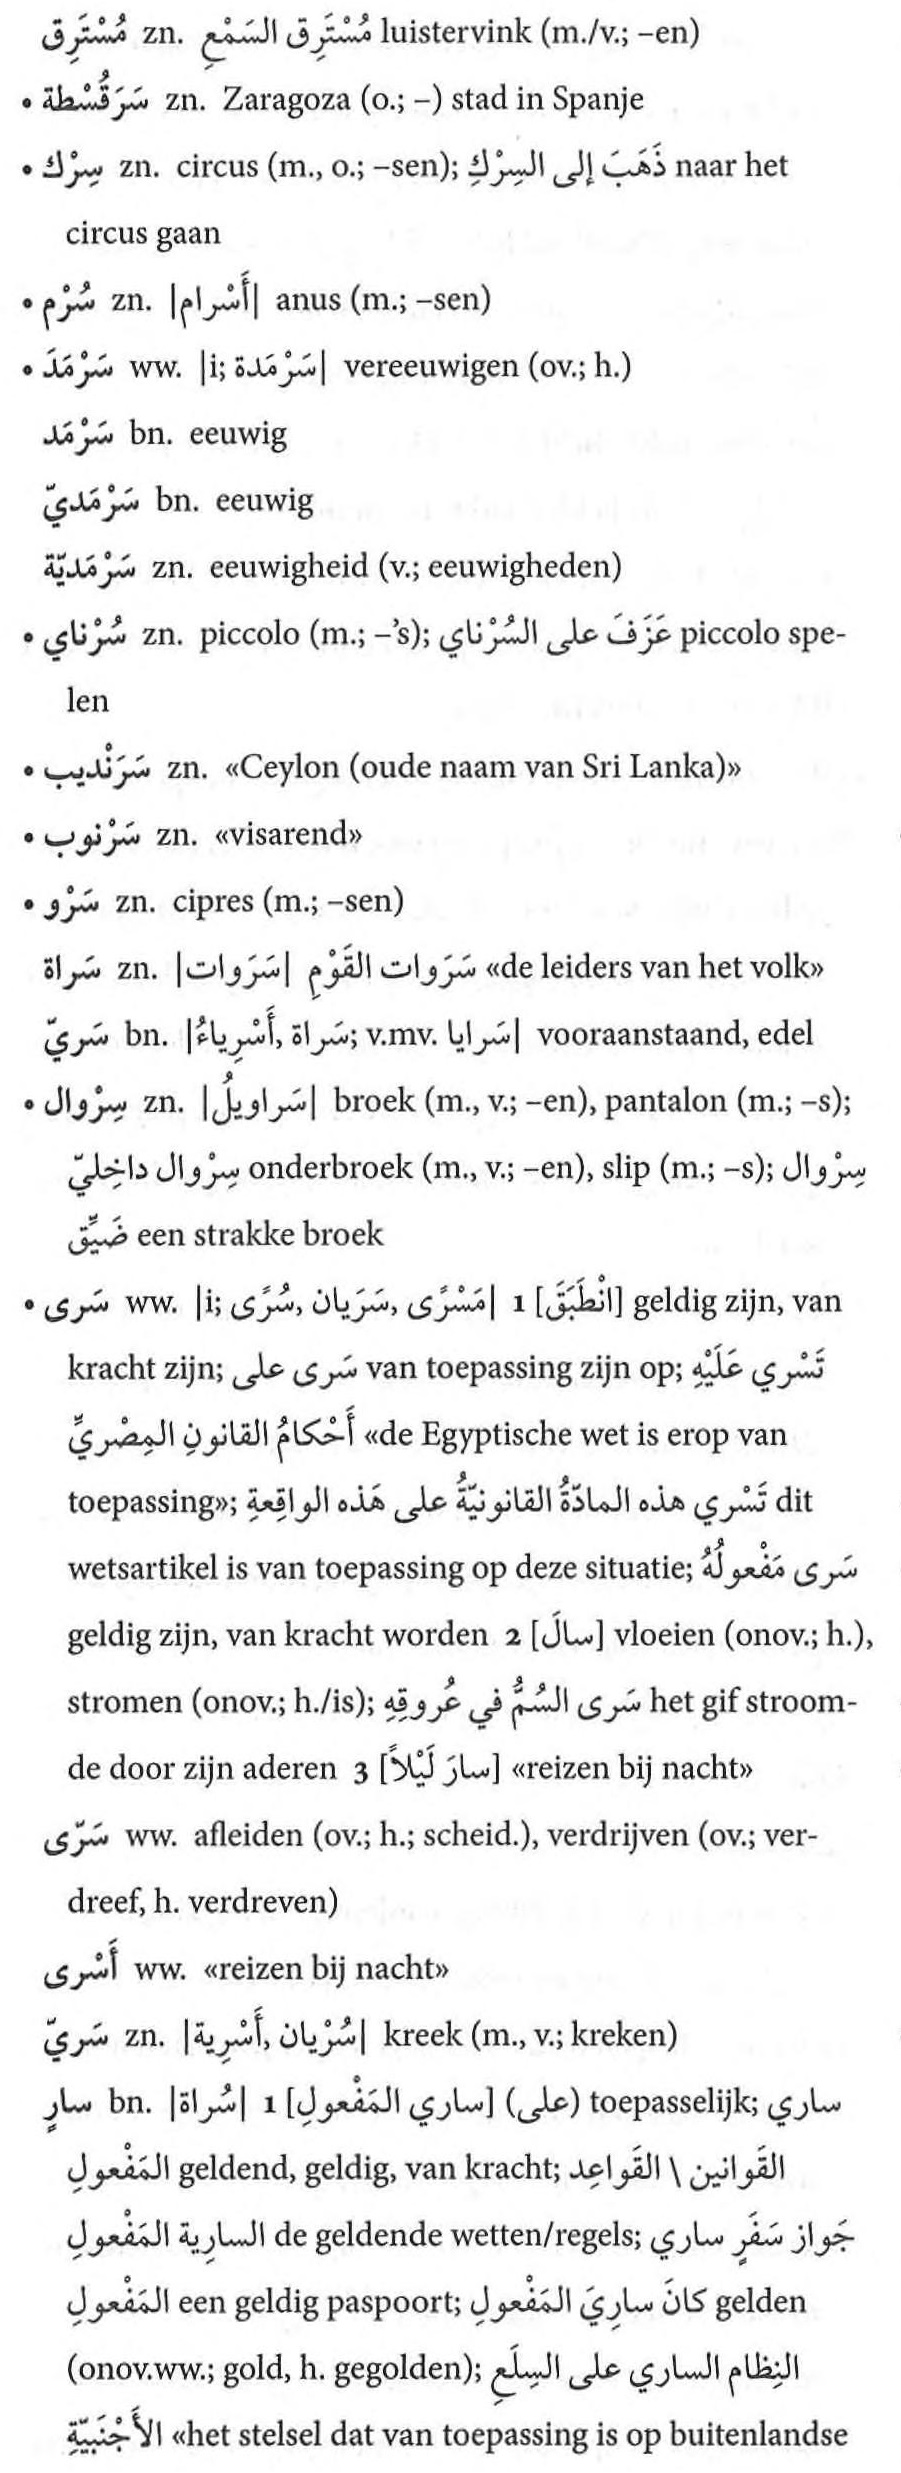 مُسْتَرِق zn. مُسْتَرِق السَمْعِ luistervink (m./v.; –en)
• سَرَقُسْطة zn. Zaragoza (o.; –) stad in Spanje
• سِرْك zn. circus (m., o.; –sen); ذَهَبَ إلى السِرْكِ naar het
circus gaan
• سُرْم zn. |أَسْرام| anus (m.; –sen)
• سَرْمَدَ ww. |i; سَرْمَدة| vereeuwigen (ov.; h.)
سَرْمَد bn. eeuwig
سَرْمَديّ bn. eeuwig
سَرْمَديّة zn. eeuwigheid (v.; eeuwigheden)
• سُرْناي zn. piccolo (m.; –’s); عَزَفَ على السُرْناي piccolo spe-
len
• سَرَنْديب zn. «Ceylon (oude naam van Sri Lanka)»
• سَرْنوب zn. «visarend»
• سَرْو zn. cipres (m.; –sen)
سَراة zn. |سَرَوات| سَرَوات القَوْمِ «de leiders van het volk»
سَريّ bn. |سَراة, أَسْرِياءُ; v.mv. سَرايا| vooraanstaand, edel
• سِرْوال zn. |سَراويلُ| broek (m., v.; –en), pantalon (m.; –s);
سِرْوال داخِليّ onderbroek (m., v.; –en), slip (m.; –s); سِرْوال
ضَيِّق een strakke broek
• سَرى ww. |i; مَسْرًى, سَرَيان, سُرًى| 1 [انْطَبَقَ] geldig zijn, van
kracht zijn; سَرى على van toepassing zijn op; تَسْري عَلَيْهِ
أَحْكامُ القانونِ المِصْريِّ «de Egyptische wet is erop van
toepassing»; تَسْري هذه المادّةُ القانونيّةُ على هَذه الواقِعةِ dit
wetsartikel is van toepassing op deze situatie; سَرى مَفْعولُهُ
geldig zijn, van kracht worden 2 [سالَ] vloeien (onov.; h.),
stromen (onov.; h./is); سَرى السُمُّ في عُروقِهِ het gif stroom-
de door zijn aderen 3 [سارَ لَيْلاً] «reizen bij nacht»
سَرّى ww. afleiden (ov.; h.; scheid.), verdrijven (ov.; ver-
dreef, h. verdreven)
أَسْرى ww. «reizen bij nacht»
سَريّ zn. |سُرْيان, أَسْرِية| kreek (m., v.; kreken)
سارٍ bn. |سُراة| 1 [ساري المَفْعولِ] (على) toepasselijk; ساري
المَفْعولِ geldend, geldig, van kracht; القَوانين \ القَواعِد
السارِية المَفْعولِ de geldende wetten/regels; جَواز سَفَرٍ ساري
المَفْعولِ een geldig paspoort; كانَ سارِيَ المَفْعولِ gelden
(onov.ww.; gold, h. gegolden); النِظام الساري على السِلَعِ
الأَجْنَبيّةِ «het stelsel dat van toepassing is op buitenlandse